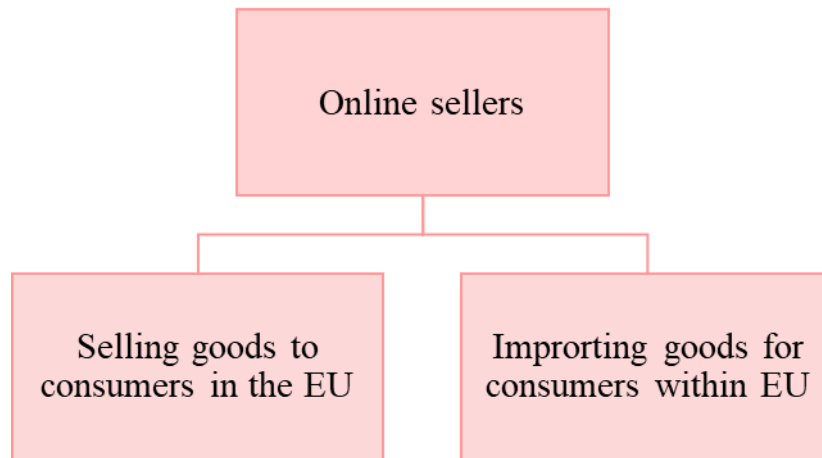 Online sellers
Selling goods to
consumers in the EU
Improrting goods for
consumers within EU